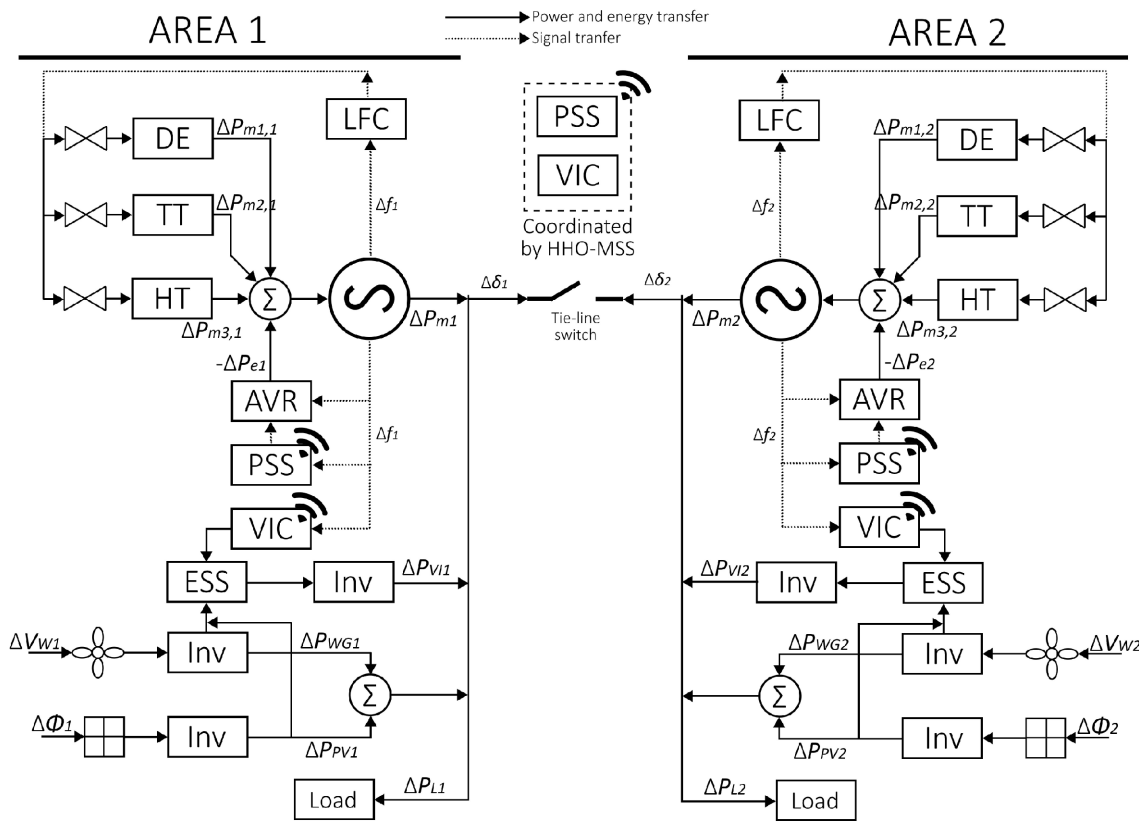 AREA 1
Power and energy transfer
Signal tranfer
AREA 2
LFC
PSS
VIC
Coordinated
by HHO-MSS
LFC
DE
ΔPm1,1
ΔPm1,2
DE
TT
ΔPm2,1
Δf1
Δf2
ΔPm2,2
TT
HT
ΔPm3,1
Σ
ΔPm1
Δδ1
Tie-line
switch
Δδ2
ΔPm2
Σ
ΔPm3,2
HT
-ΔPe1
-ΔPe2
AVR
Δf1
Δf2
AVR
PSS
PSS
VIC
VIC
ESS
Inv
ΔPVI1
ΔPVI2
Inv
ESS
ΔVW1
Inv
ΔPWG1
ΔPWG2
Inv
ΔVW2
Σ
Σ
ΔΦ1
Inv
ΔPPV1
ΔPPV2
Inv
ΔΦ2
Load
ΔPL1
ΔPL2
Load